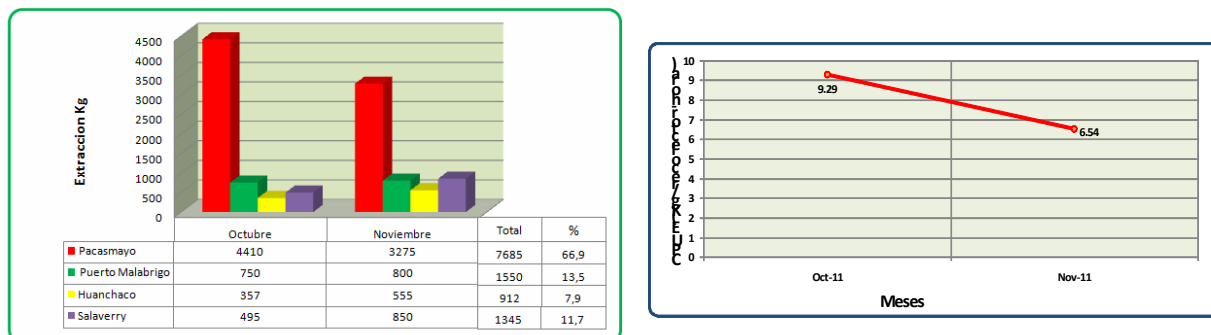 4500
4000
3500
3000
2500
2000
1500
1000
500
0
Extraccion Kg
Octubre Noviembre Total %
Pacasmayo 4410 3275 7685 66,9
Puerto Malabrigo 750 800 1550 13,5
Huanchaco 357 555 912 7,9
Salaverry 495 850 1345 11,7
10
9
8
7
6
5
4
3
2
1
0
9.29
6.54
Oct-11 Nov-11
Meses